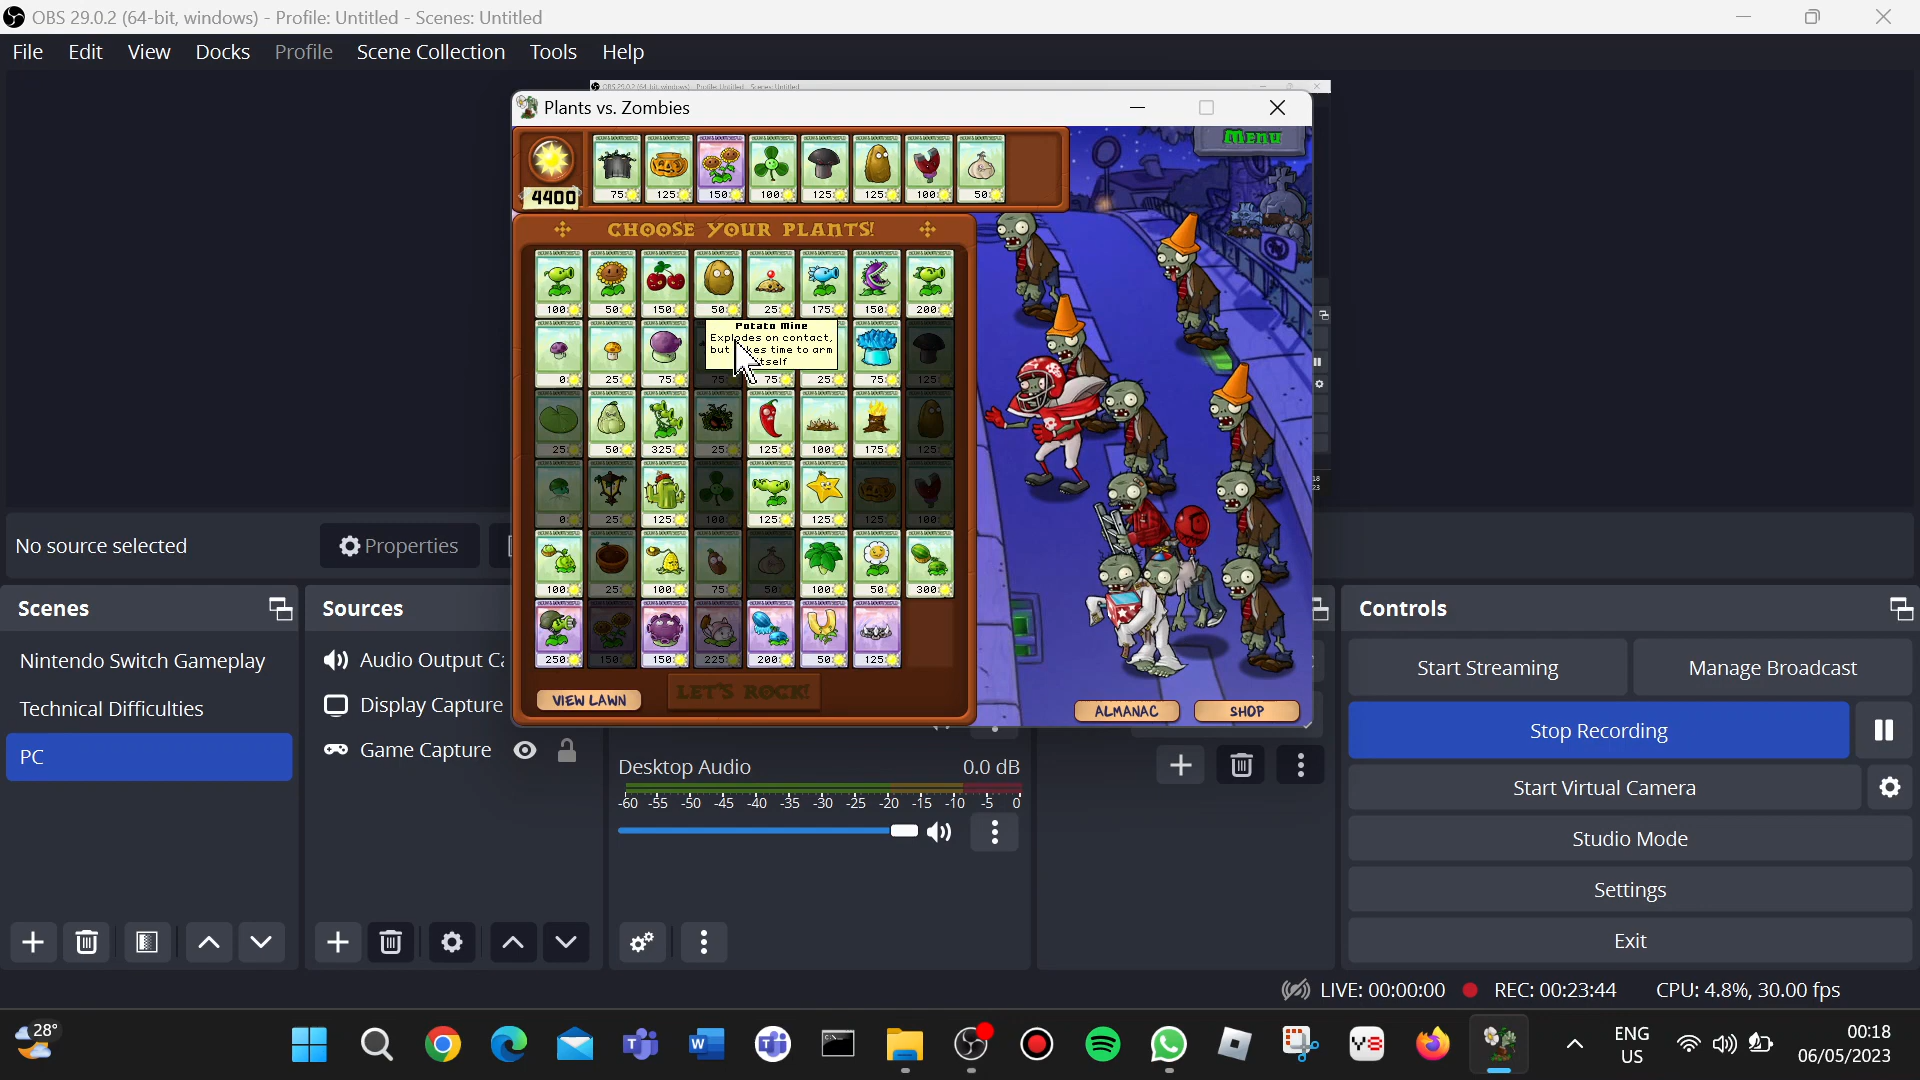 OBS 29.0.2 (64-bit, windows) - Profile: Untitled - Scenes: Untitled
File Edit View Docks Profile Scene Collection Tools Help
Plants vs. Zombies
MENU
4400
75 125 150 100 125 125 100 50
CHOOSE YOUR PLANTS!
100 50 150 50 25 175 150 200
Potato Mine
Explodes on contact,
but takes time to arm
itself
0 25 75 75 75 25 75 125
25 50 325 25 125 100 175 125
0 25 125 100 125 125 125 100
100 25 100 75 50 100 50 300
250 150 150 225 200 50 125
VIEW LAWN
LET'S ROCK!
ALMANAC
SHOP
No source selected
Properties
Scenes
Nintendo Switch Gameplay
Technical Difficulties
PC
Sources
Audio Output Ca
Display Capture
Game Capture
Desktop Audio 0.0 dB
-60 -55 -50 -45 -40 -35 -30 -25 -20 -15 -10 -5 0
Controls
Start Streaming
Manage Broadcast
Stop Recording
Start Virtual Camera
Studio Mode
Settings
Exit
LIVE: 00:00:00 REC: 00:23:44 CPU: 4.8%, 30.00 fps
28°
ENG
US
00:18
06/05/2023